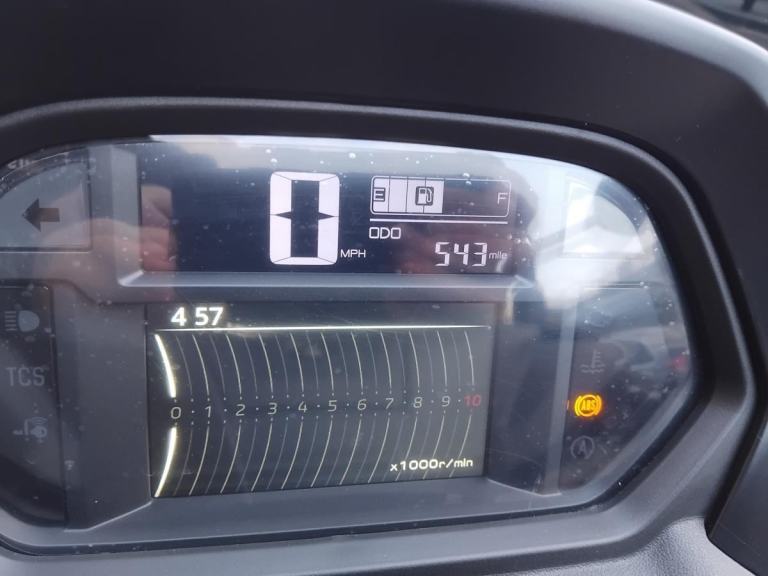 E F
0 MPH
ODO
543 mile
4 57
0 · 1 · 2 · 3 · 4 · 5 · 6 · 7 · 8 · 9 · 10
x1000r/min
TCS
ABS
A